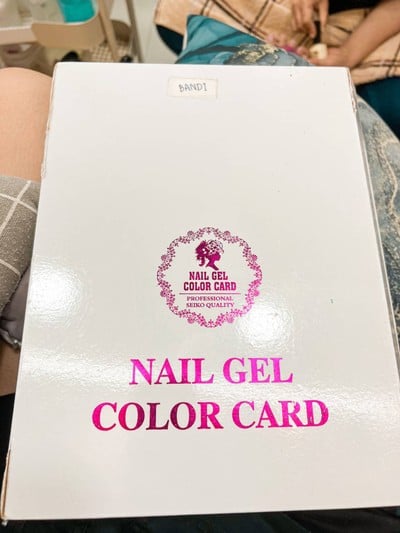 BANDI
NAIL GEL
COLOR CARD
PROFESSIONAL
SEIKO QUALITY
NAIL GEL
COLOR CARD